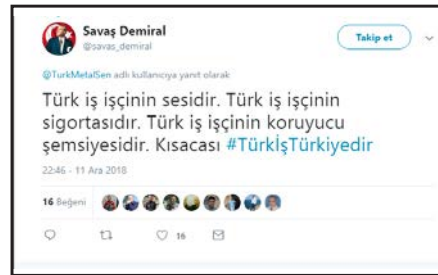 Savaş Demiral
@savas_demiral
Takip et
@TurkMetalSen adlı kullanıcıya yanıt olarak
Türk iş işçinin sesidir. Türk iş işçinin
sigortasıdır. Türk iş işçinin koruyucu
şemsiyesidir. Kısacası #TürkİşTürkiyedir
22:46 - 11 Ara 2018
16 Beğeni
16